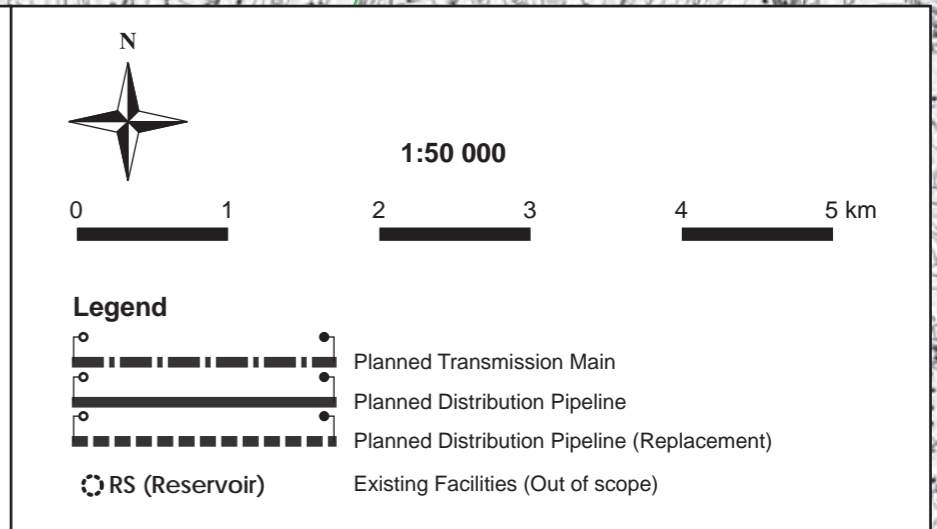 N
1:50 000
0 1 2 3 4 5 km
Legend
Planned Transmission Main
Planned Distribution Pipeline
Planned Distribution Pipeline (Replacement)
RS (Reservoir) Existing Facilities (Out of scope)